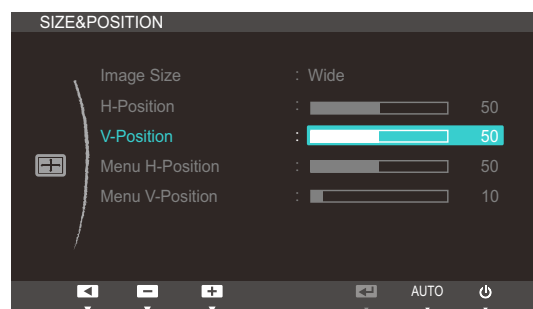 SIZE&POSITION
Image Size : Wide
H-Position : 50
V-Position : 50
Menu H-Position : 50
Menu V-Position : 10
AUTO